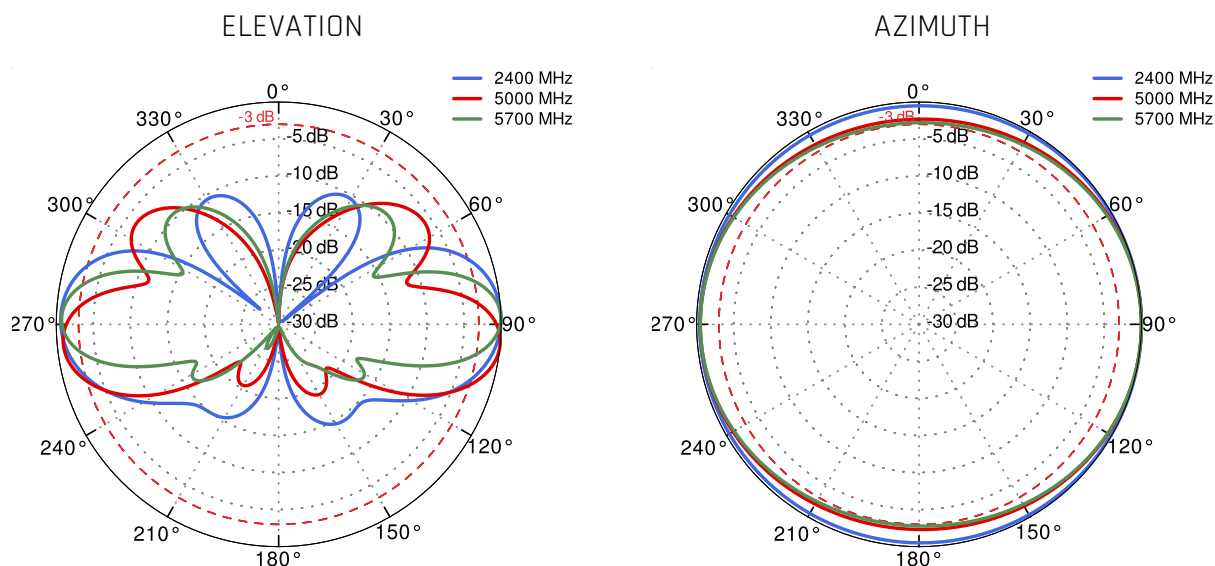 ELEVATION
AZIMUTH
2400 MHz
5000 MHz
5700 MHz
0°
-3 dB
330°
30°
-5 dB
-10 dB
300°
60°
-15 dB
-20 dB
-25 dB
270°
-30 dB
90°
240°
120°
210°
150°
180°
2400 MHz
5000 MHz
5700 MHz
0°
-3 dB
330°
30°
-5 dB
-10 dB
300°
60°
-15 dB
-20 dB
-25 dB
270°
-30 dB
90°
240°
120°
210°
150°
180°